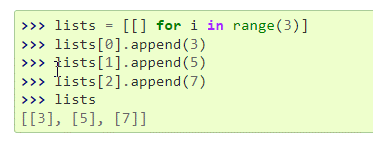 >>> lists = [[] for i in range(3)]
>>> lists[0].append(3)
>>> lists[1].append(5)
>>> lists[2].append(7)
>>> lists
[[3], [5], [7]]